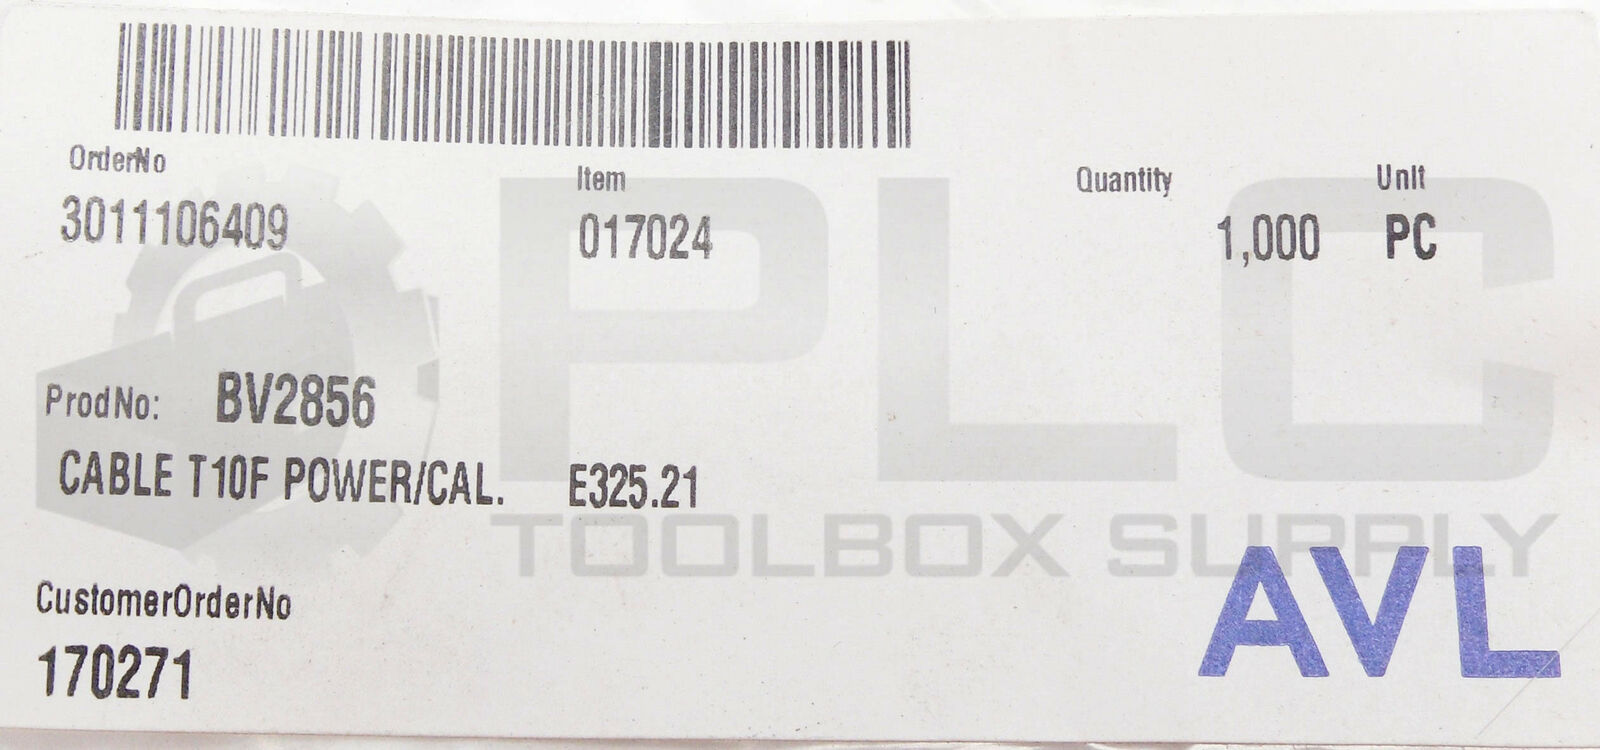 OrderNo Item Quantity Unit
3011106409 017024 1,000 PC
PLC
ProdNo: BV2856
CABLE T10F POWER/CAL. E325.21
TOOLBOX SUPPLY
AVL
CustomerOrderNo
170271